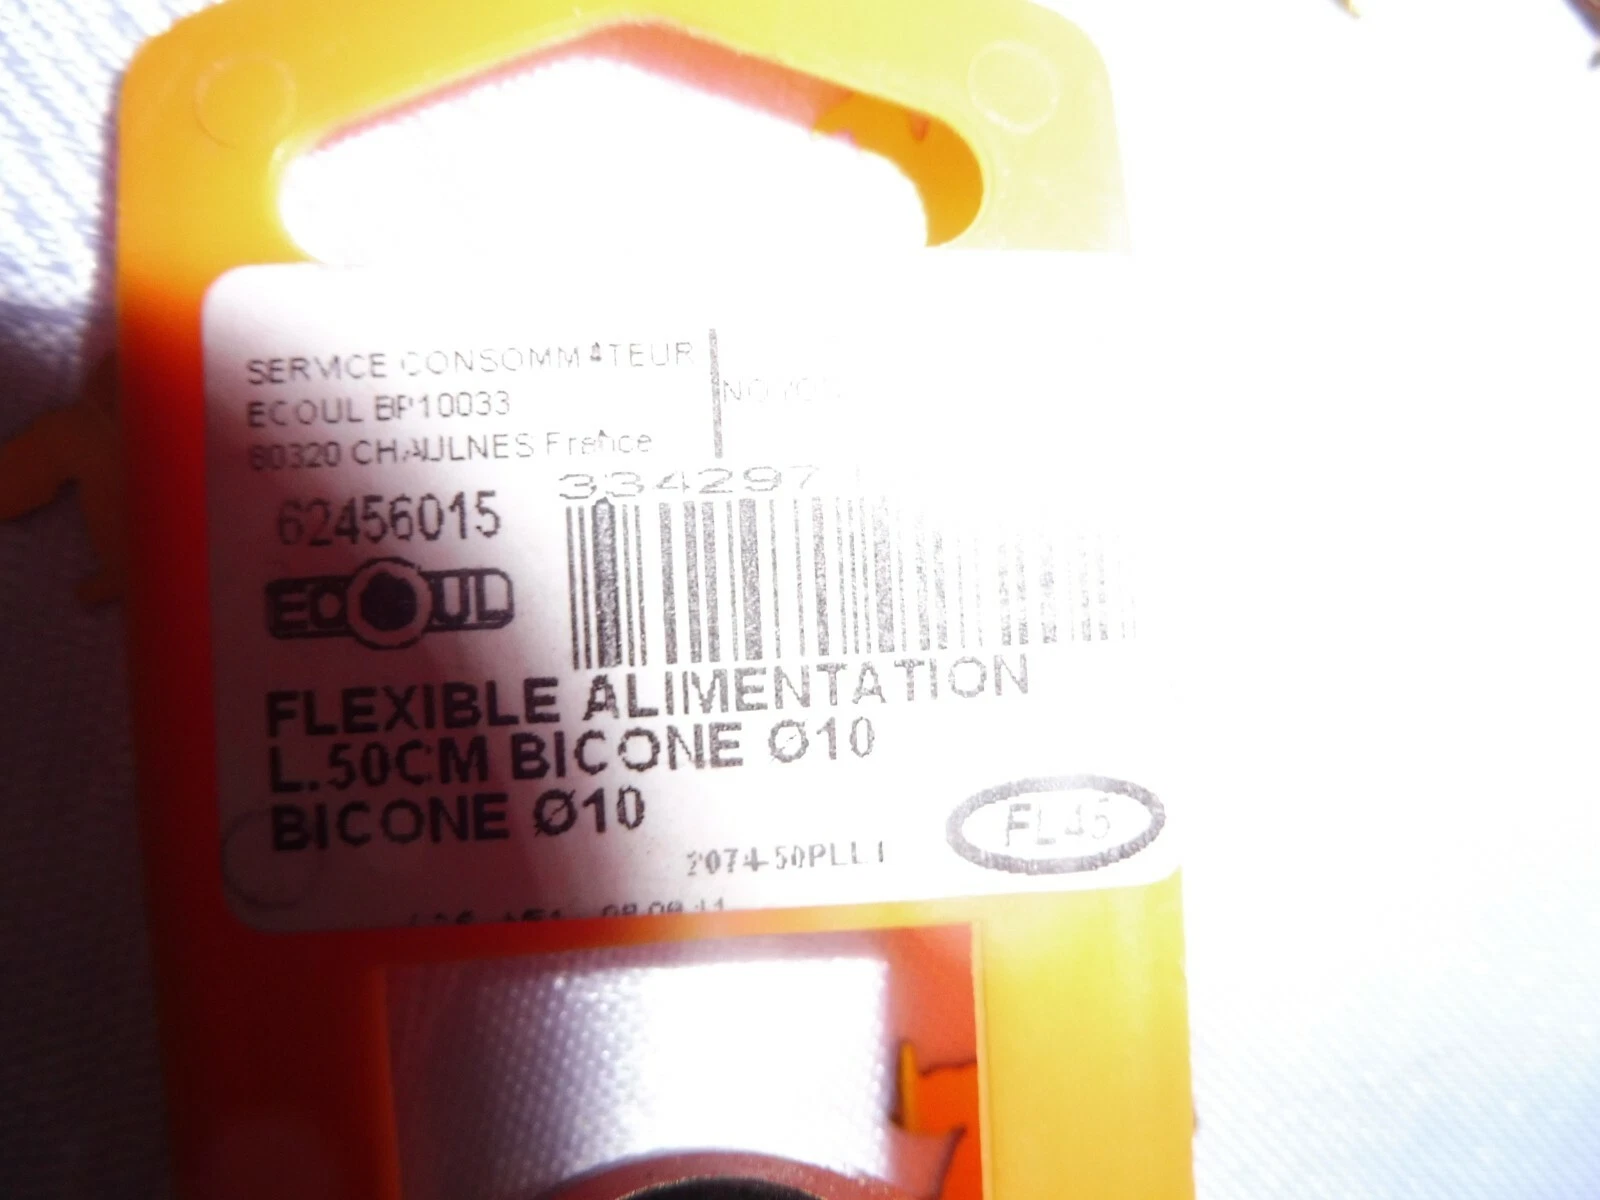 SERVICE CONSOMMATEUR
ECOUL BP10033
80320 CHAULNES France
NOYON
334297
62456015
ECOUL
FLEXIBLE ALIMENTATION
L.50CM BICONE Ø10
BICONE Ø10
FL45
2074-50PLL1